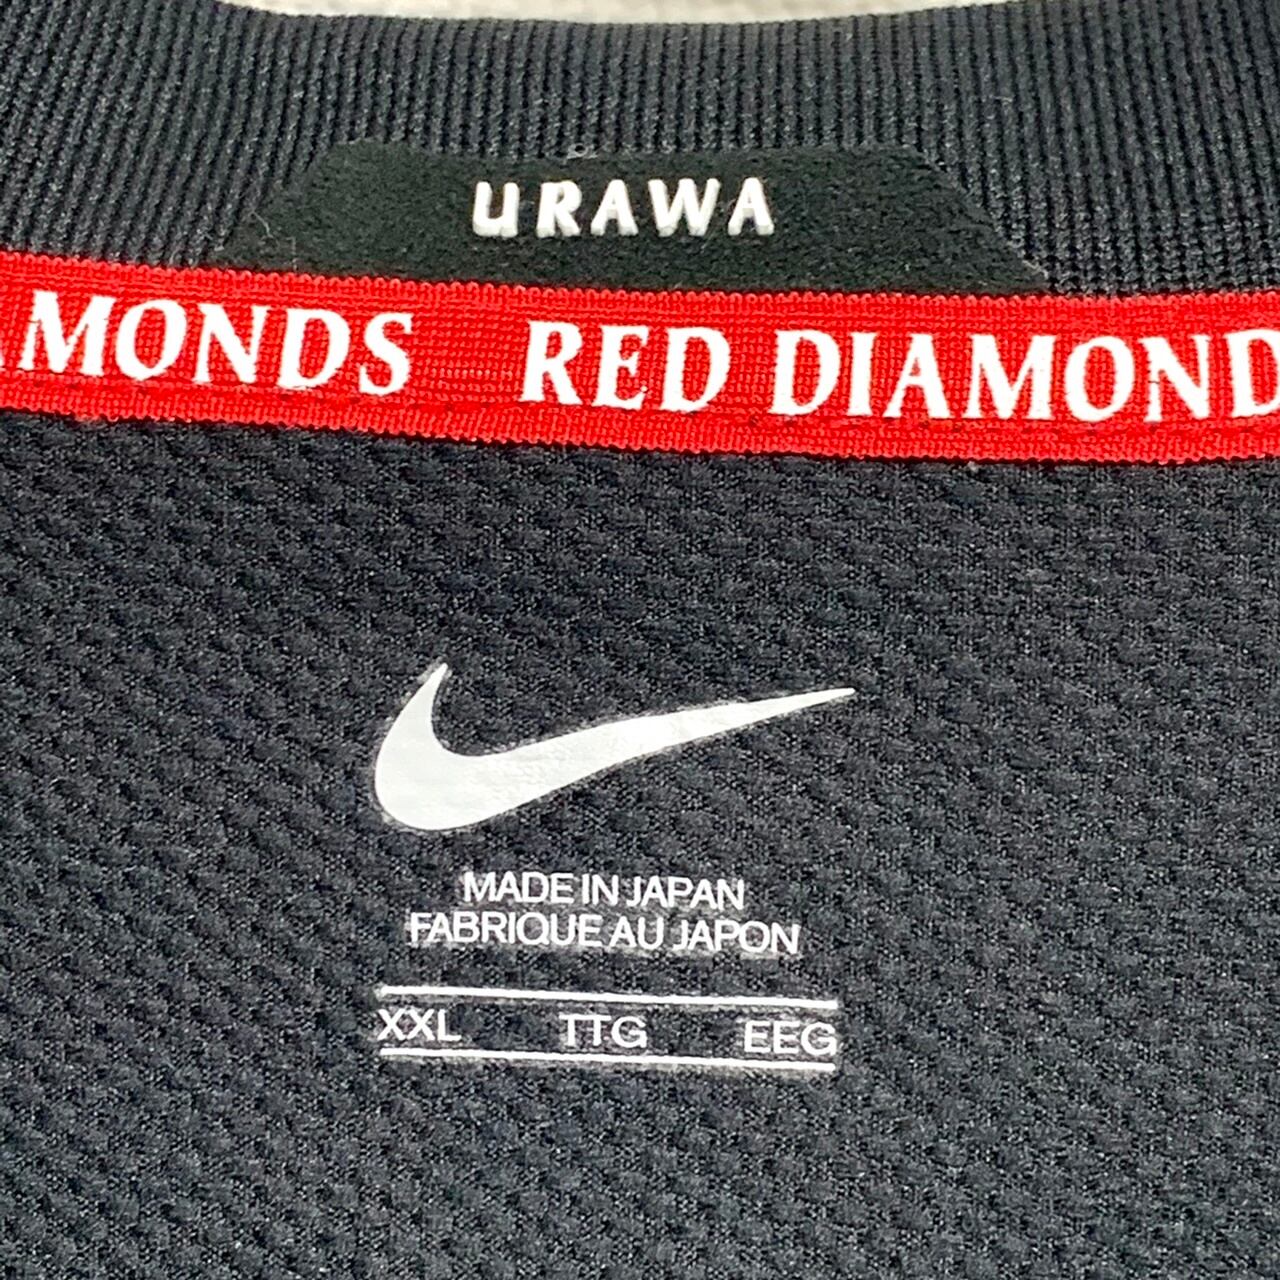 URAWA
MONDS RED DIAMOND
MADE IN JAPAN
FABRIQUE AU JAPON
XXL TTG EEG